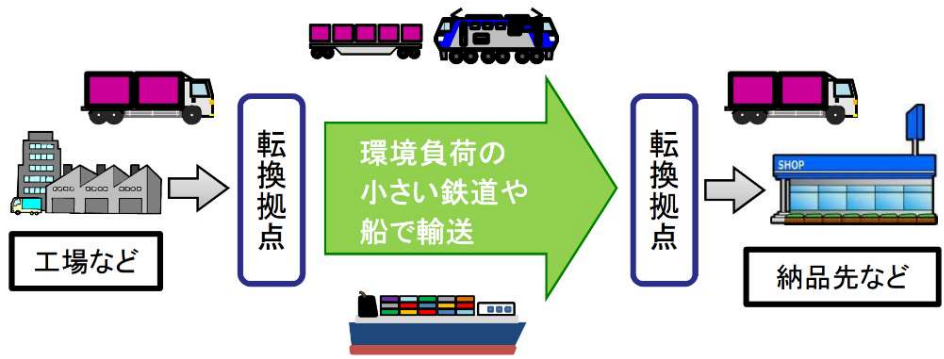 工場など
転換拠点
環境負荷の
小さい鉄道や
船で輸送
転換拠点
SHOP
納品先など